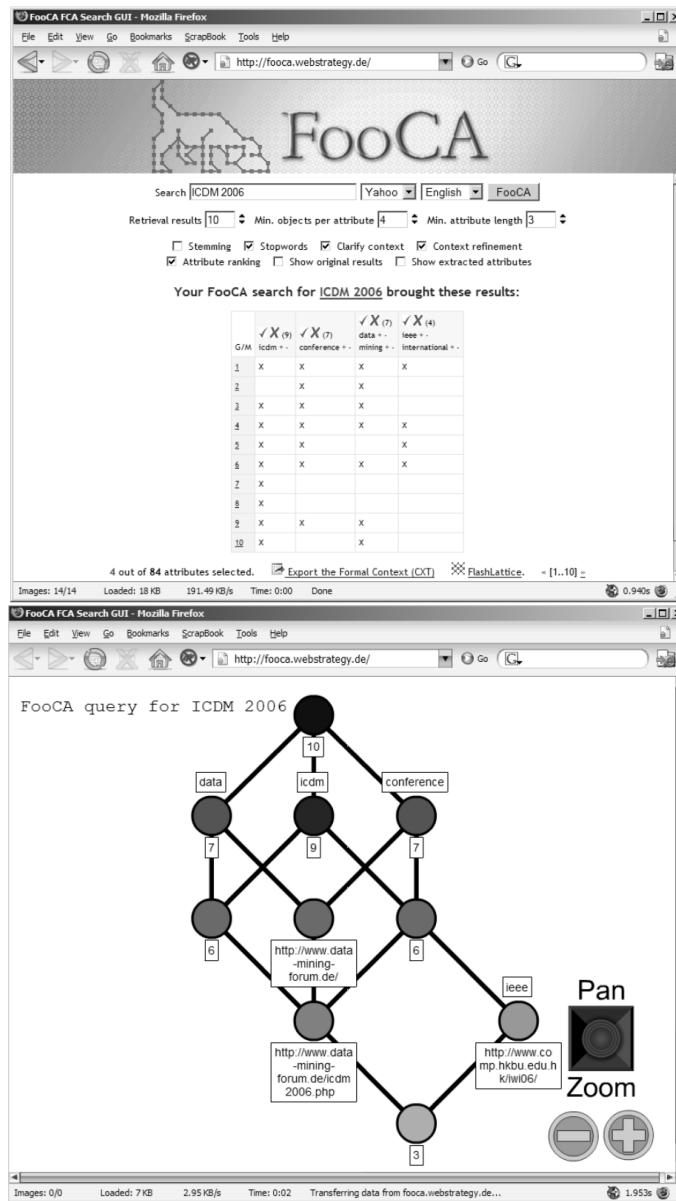 FooCA FCA Search GUI - Mozilla Firefox
File Edit View Go Bookmarks ScrapBook Tools Help
http://fooca.webstrategy.de/ Go G
FooCA
Search ICDM 2006 Yahoo English FooCA
Retrieval results 10 Min. objects per attribute 4 Min. attribute length 3
Stemming Stopwords Clarify context Context refinement
Attribute ranking Show original results Show extracted attributes
Your FooCA search for ICDM 2006 brought these results:
✓ X (9) ✓ X (7) ✓ X (7) ✓ X (4)
data + - ieee + -
G/M icdm + - conference + - mining + - international + -
1 x x x x
2 x x
3 x x x
4 x x x x
5 x x x
6 x x x x
7 x
8 x
9 x x x
10 x x
4 out of 84 attributes selected. Export the Formal Context (CXT) FlashLattice. - [1..10] =
Images: 14/14 Loaded: 18 KB 191.49 KB/s Time: 0:00 Done 0.940s
FooCA FCA Search GUI - Mozilla Firefox
File Edit View Go Bookmarks ScrapBook Tools Help
http://fooca.webstrategy.de/ Go G
FooCA query for ICDM 2006
10
data icdm conference
7 9 7
6 http://www.data 6
-mining-
forum.de/
ieee
http://www.data
-mining-
forum.de/icdm
2006.php
http://www.co
mp.hkbu.edu.h
k/iwi06/
3
Pan
Zoom
Images: 0/0 Loaded: 7 KB 2.95 KB/s Time: 0:02 Transferring data from fooca.webstrategy.de... 1.953s